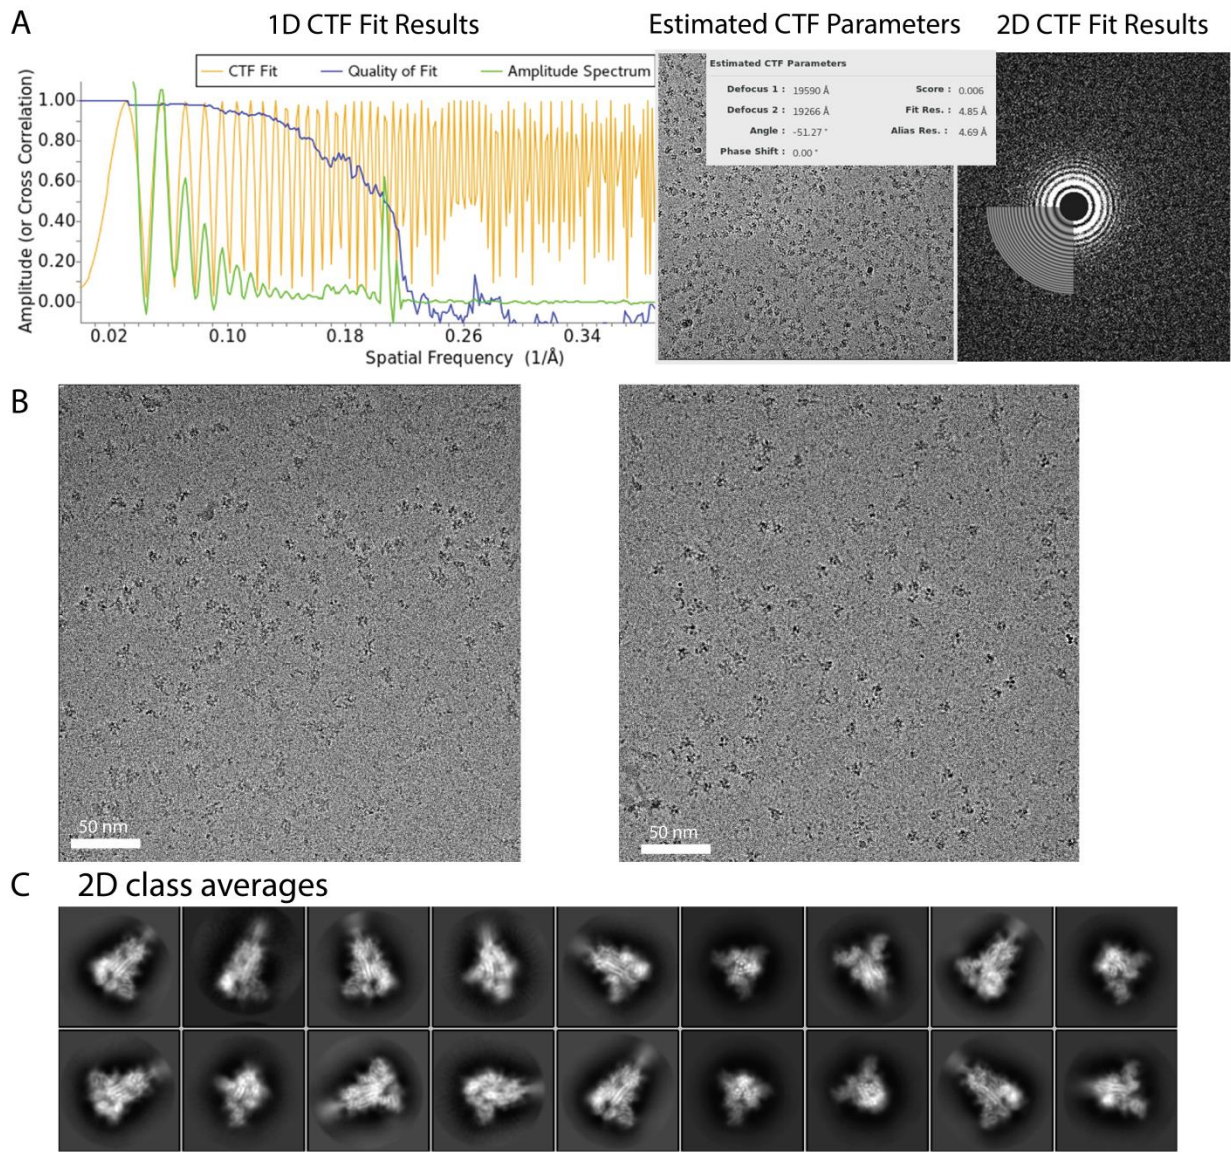 A
1D CTF Fit Results
Estimated CTF Parameters
2D CTF Fit Results
CTF Fit
Quality of Fit
Amplitude Spectrum
Amplitude (or Cross Correlation)
1.00
0.80
0.60
0.40
0.20
0.00
0.02
0.10
0.18
0.26
0.34
Spatial Frequency (1/Å)
Estimated CTF Parameters
Defocus 1 : 19590 Å
Score : 0.006
Defocus 2 : 19266 Å
Fit Res. : 4.85 Å
Angle : -51.27 °
Alias Res. : 4.69 Å
Phase Shift : 0.00 °
B
50 nm
50 nm
C
2D class averages